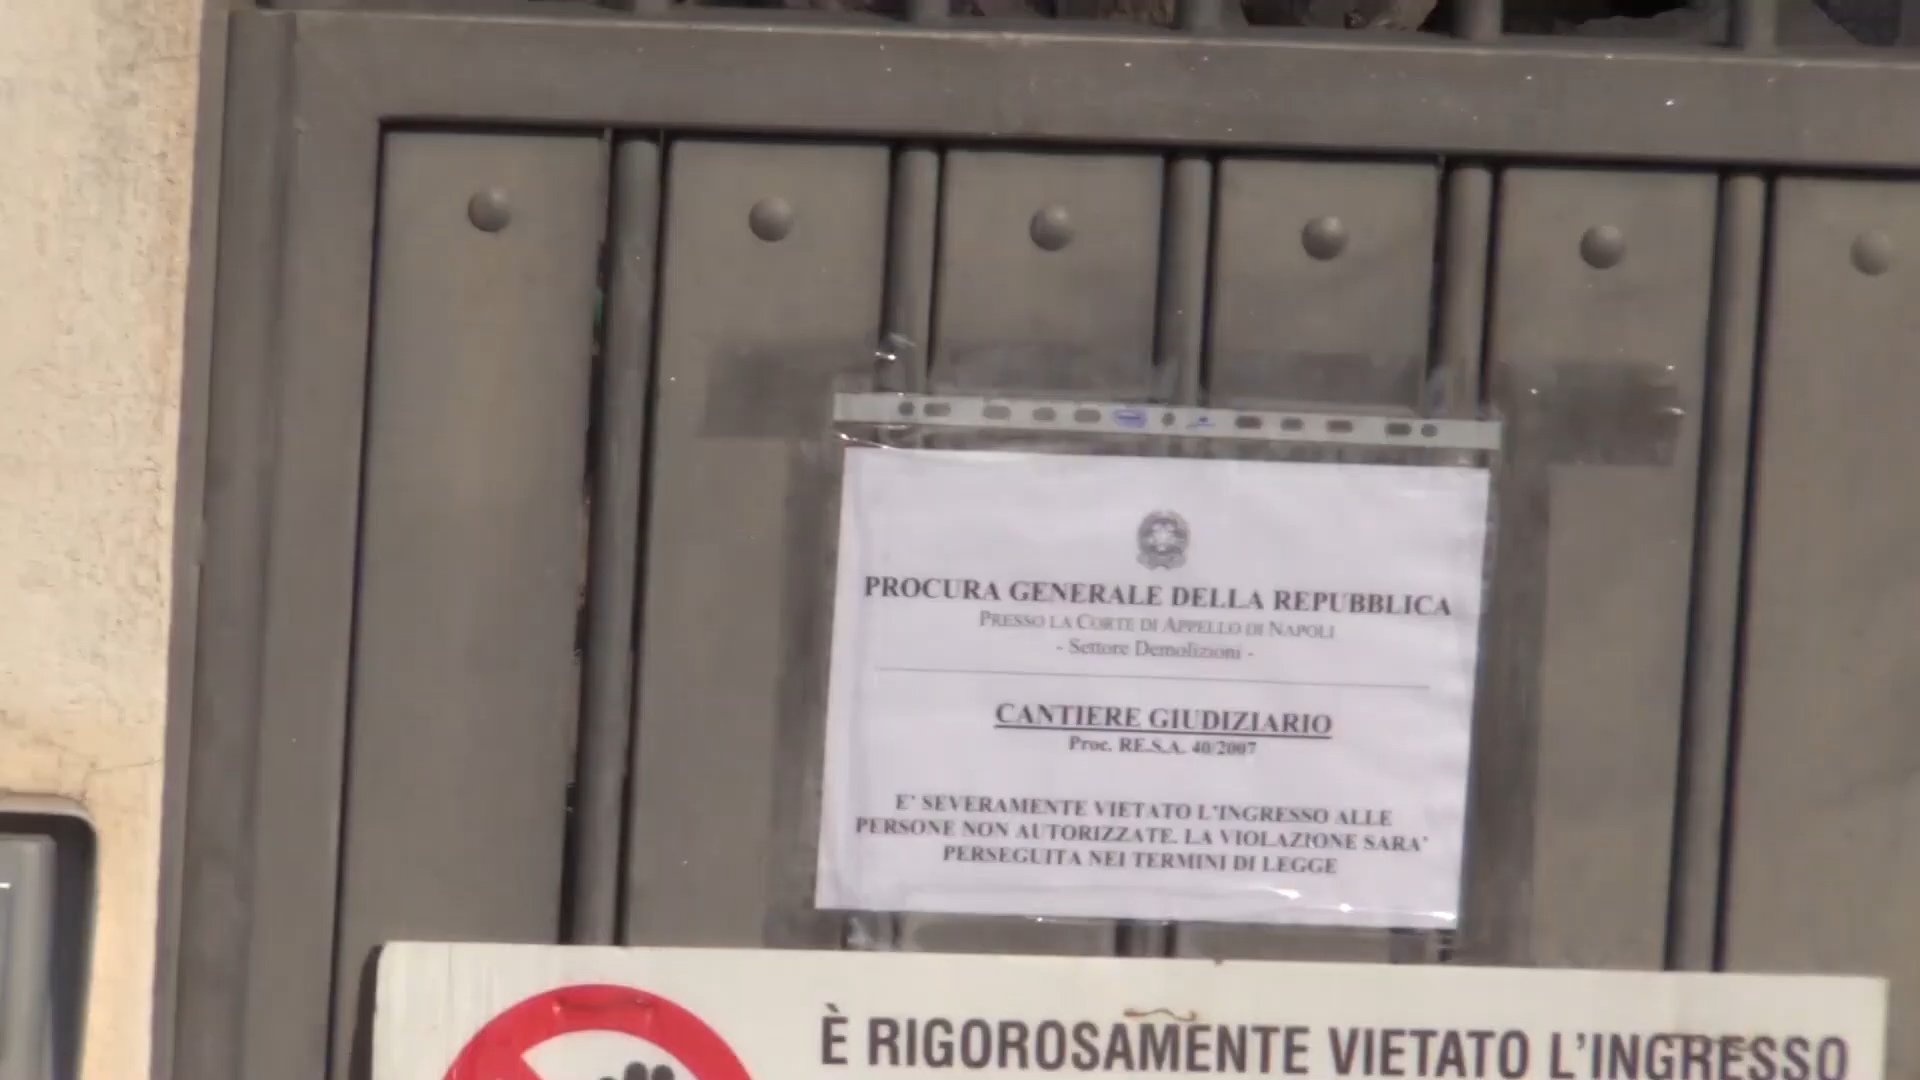 PROCURA GENERALE DELLA REPUBBLICA
PRESSO LA CORTE DI APPELLO DI NAPOLI
- Settore Demolizioni -
CANTIERE GIUDIZIARIO
Proc. RE.S.A. 40/2007
E' SEVERAMENTE VIETATO L'INGRESSO ALLE
PERSONE NON AUTORIZZATE. LA VIOLAZIONE SARA'
PERSEGUITA NEI TERMINI DI LEGGE
È RIGOROSAMENTE VIETATO L'INGRESSO